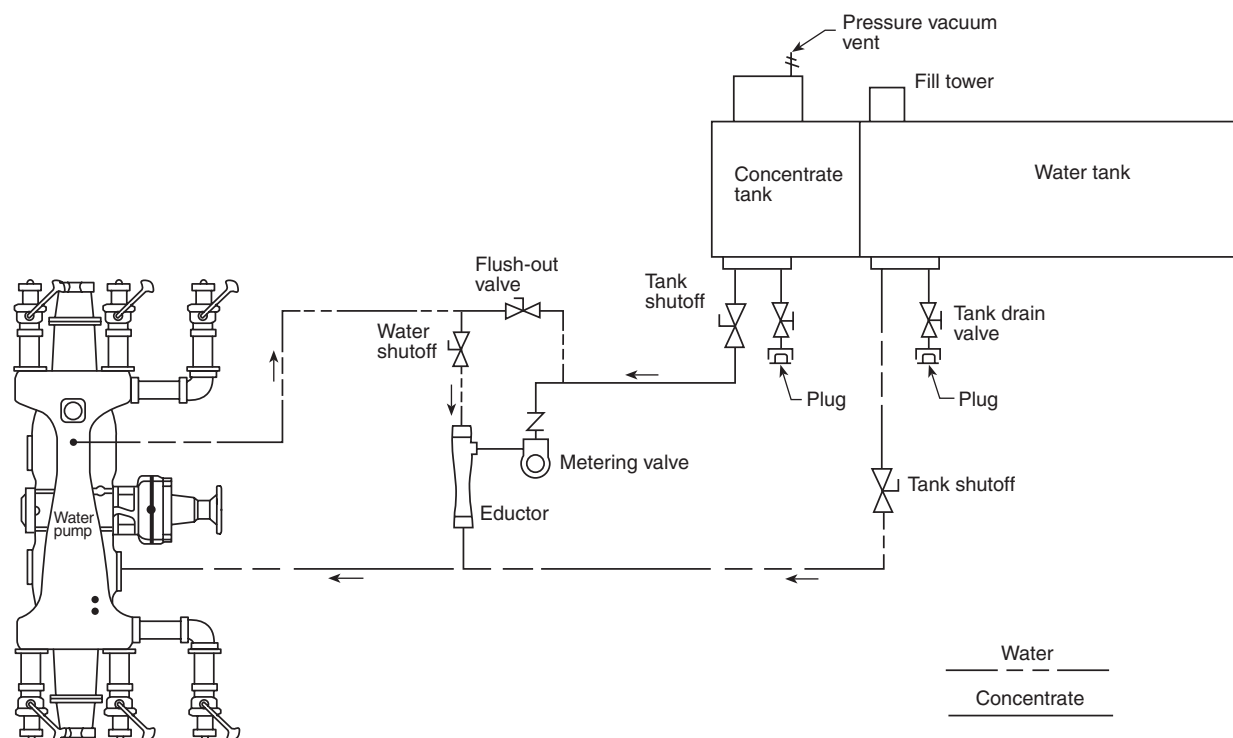 Pressure vacuum
vent
Fill tower
Concentrate
tank
Water tank
Flush-out
valve
Tank
shutoff
Water
shutoff
Tank drain
valve
Plug
Plug
Metering valve
Tank shutoff
Eductor
Water
pump
Water
Concentrate